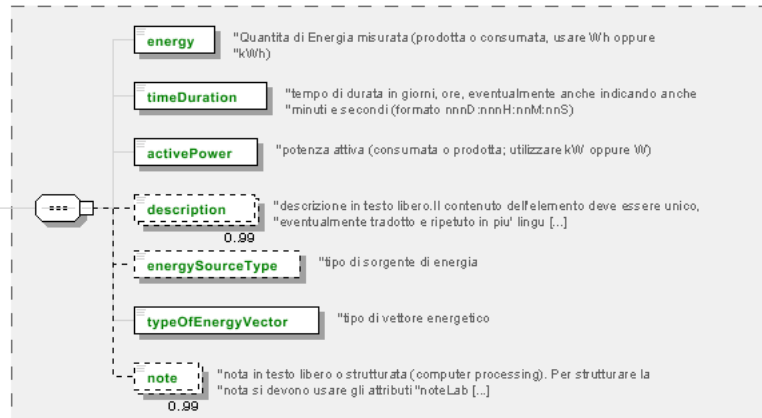 energy
"Quantita di Energia misurata (prodotta o consumata, usare Wh oppure
"kWh)
timeDuration
"tempo di durata in giorni, ore, eventualmente anche indicando anche
"minuti e secondi (formato nnnD:nnnH:nnM:nnS)
activePower
"potenza attiva (consumata o prodotta; utilizzare kW oppure W)
description
"descrizione in testo libero.Il contenuto dell'elemento deve essere unico,
"eventualmente tradotto e ripetuto in piu' lingu [...]
0..99
energySourceType
"tipo di sorgente di energia
typeOfEnergyVector
"tipo di vettore energetico
note
"nota in testo libero o strutturata (computer processing). Per strutturare la
nota si devono usare gli attributi "noteLab [...]
0..99